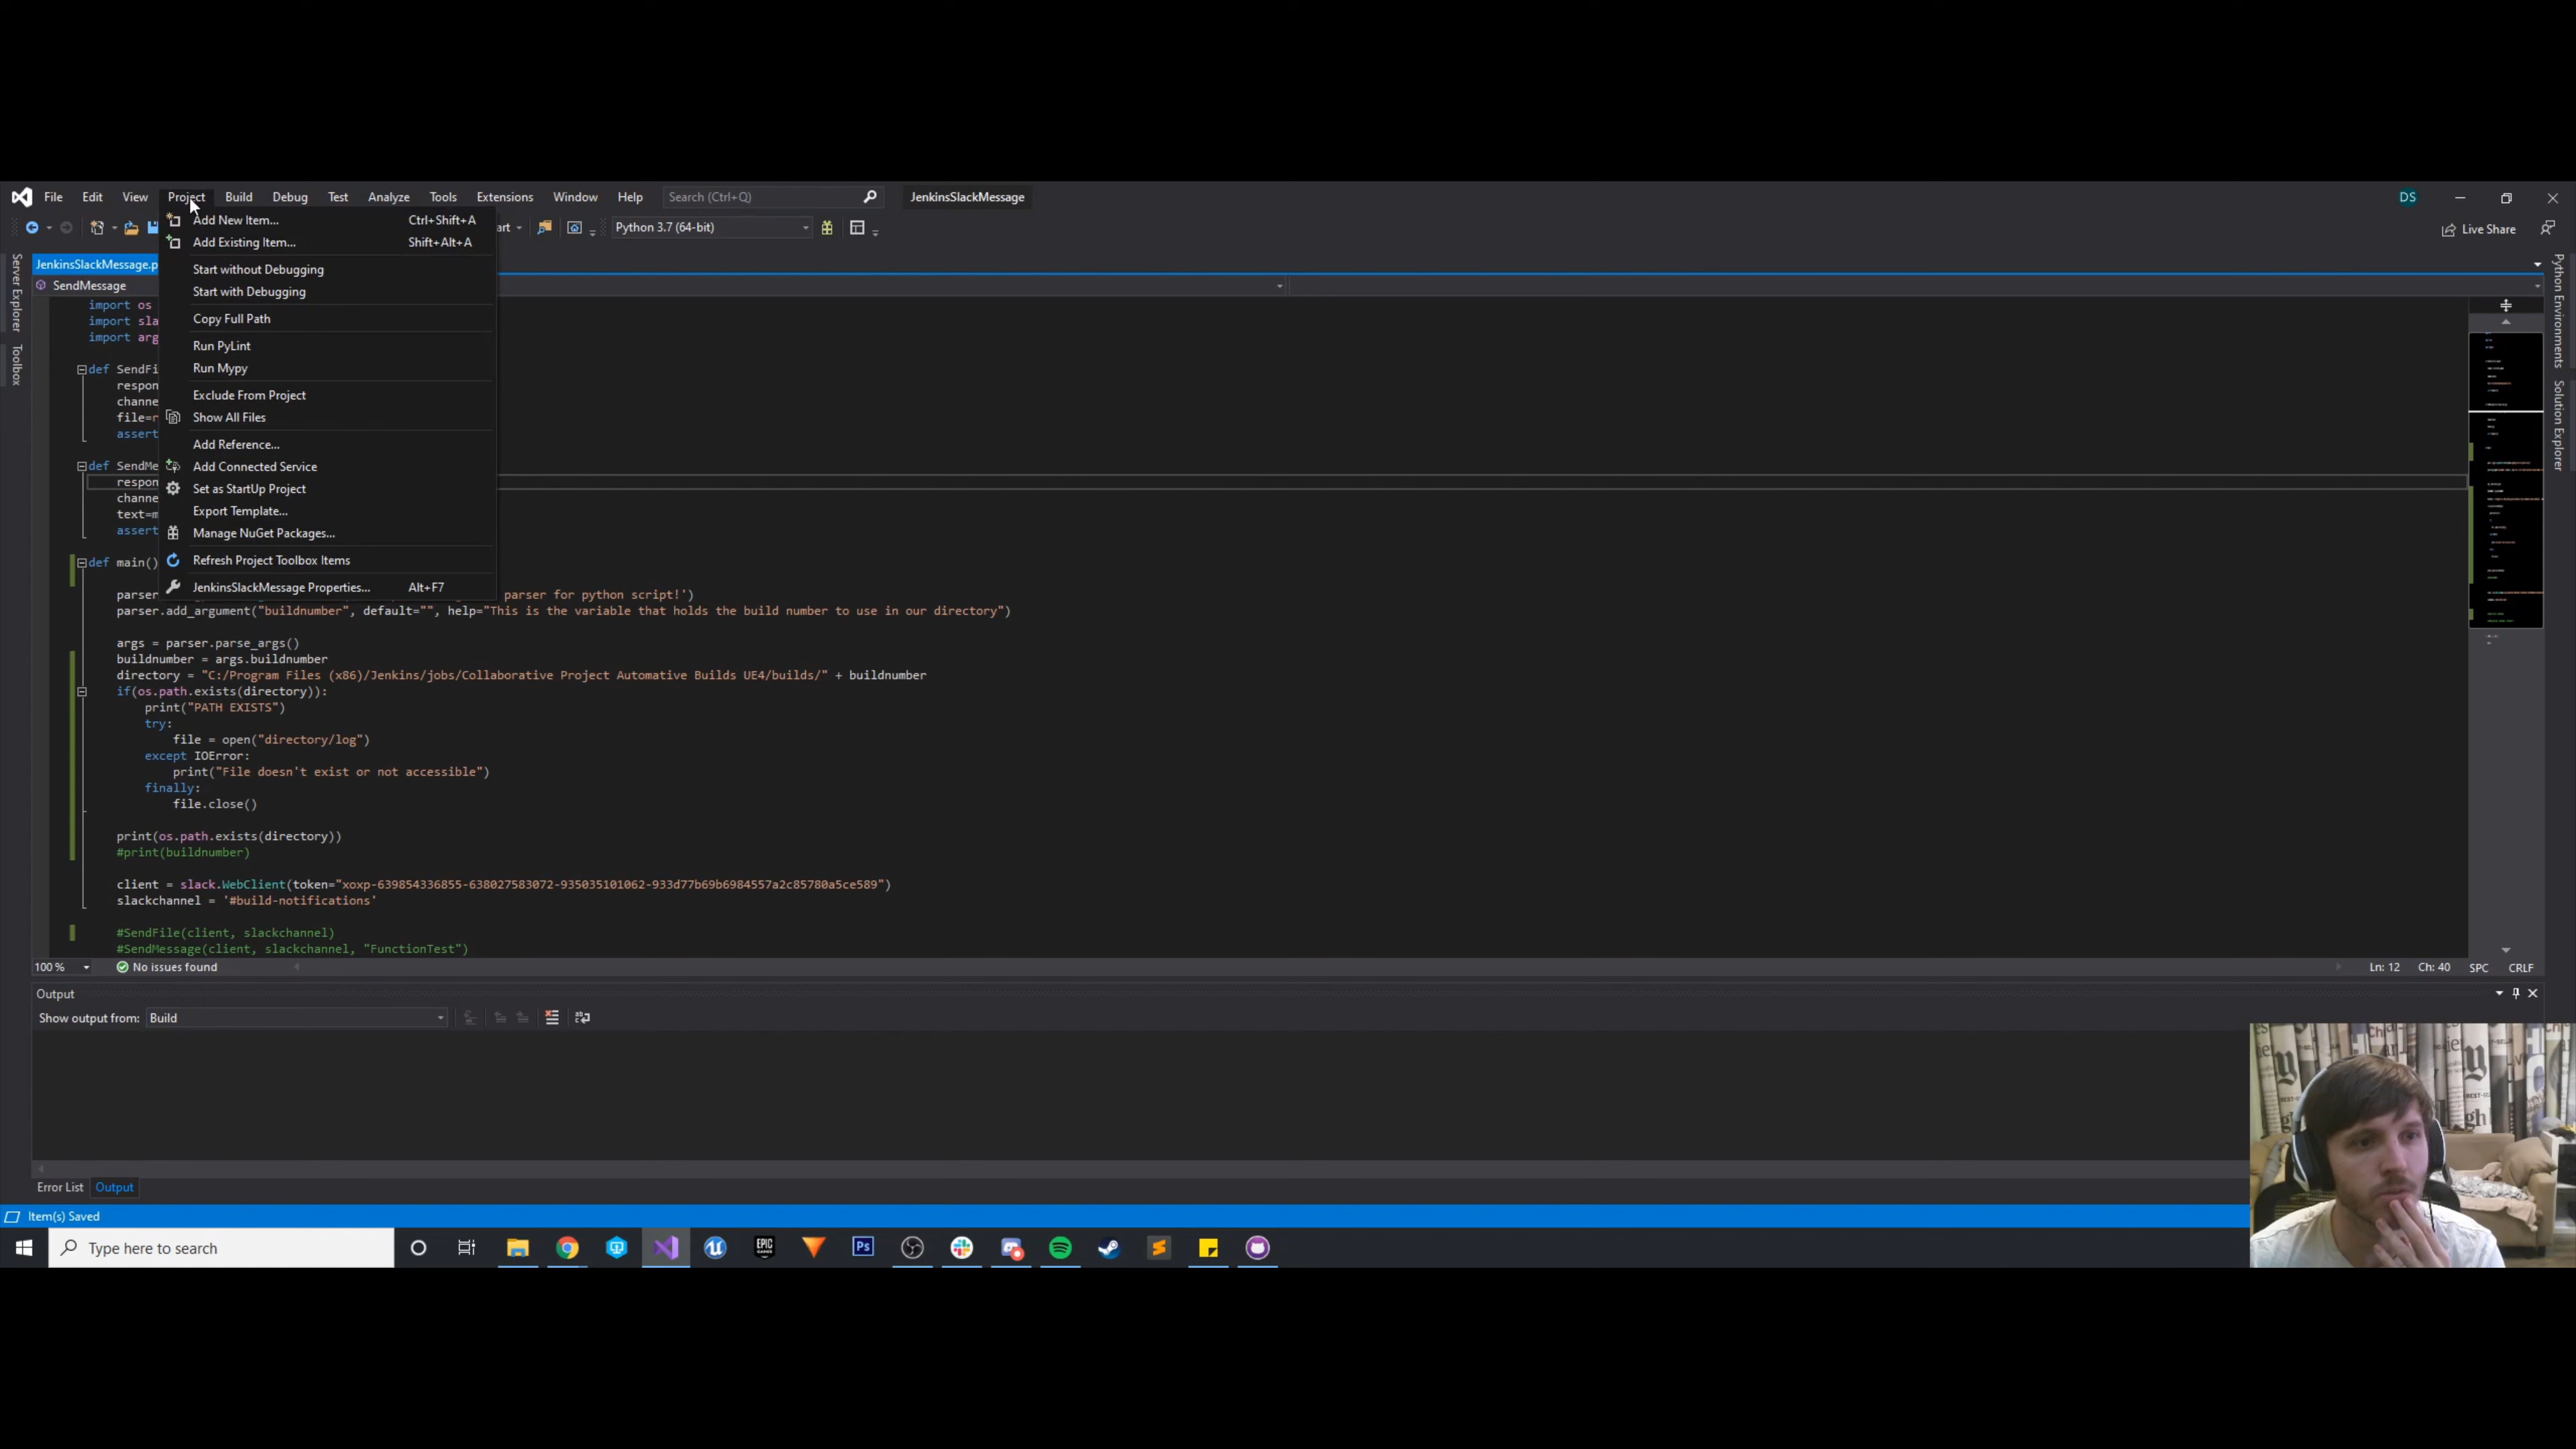 File Edit View Project Build Debug Test Analyze Tools Extensions Window Help Search (Ctrl+Q) JenkinsSlackMessage DS
Add New Item... Ctrl+Shift+A
Add Existing Item... Shift+Alt+A
Start without Debugging
Start with Debugging
Copy Full Path
Run PyLint
Run Mypy
Exclude From Project
Show All Files
Add Reference...
Add Connected Service
Set as StartUp Project
Export Template...
Manage NuGet Packages...
Refresh Project Toolbox Items
JenkinsSlackMessage Properties... Alt+F7
art Python 3.7 (64-bit) Live Share
JenkinsSlackMessage.p
SendMessage
Server Explorer
Toolbox
Python Environments
Solution Explorer
import os
import sla
import arg
def SendFi
respon
channe
file=r
assert
def SendMe
respon
channe
text=m
assert
def main()
parser parser for python script!')
parser.add_argument("buildnumber", default="", help="This is the variable that holds the build number to use in our directory")
args = parser.parse_args()
buildnumber = args.buildnumber
directory = "C:/Program Files (x86)/Jenkins/jobs/Collaborative Project Automative Builds UE4/builds/" + buildnumber
if(os.path.exists(directory)):
print("PATH EXISTS")
try:
file = open("directory/log")
except IOError:
print("File doesn't exist or not accessible")
finally:
file.close()
print(os.path.exists(directory))
#print(buildnumber)
client = slack.WebClient(token="xoxp-639854336855-638027583072-935035101062-933d77b69b6984557a2c85780a5ce589")
slackchannel = '#build-notifications'
#SendFile(client, slackchannel)
#SendMessage(client, slackchannel, "FunctionTest")
100 % No issues found Ln: 12 Ch: 40 SPC CRLF
Output
Show output from: Build
Error List Output
Item(s) Saved
Type here to search